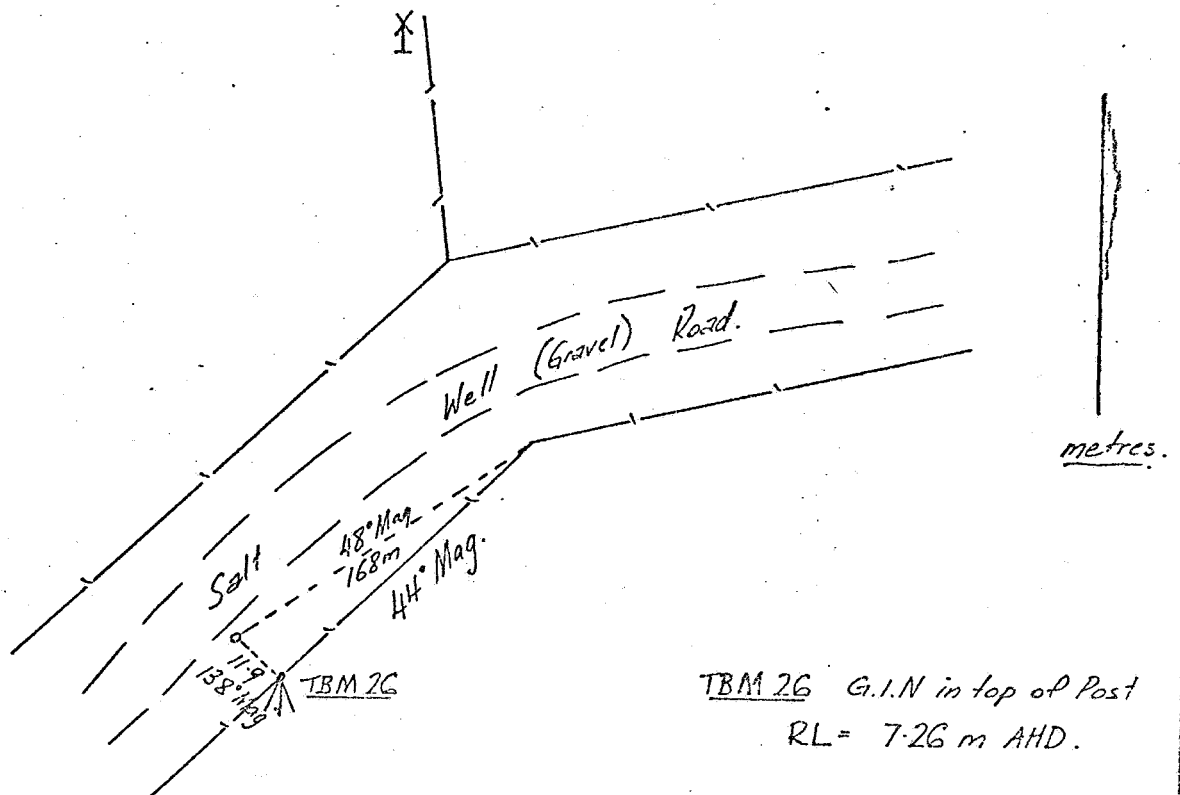 Salt Well (Gravel) Road.
metres.
48° Mag
168m
44° Mag.
11.9
138° Mag.
TBM 26
TBM 26 G.I.N in top of Post
RL = 7.26 m AHD.